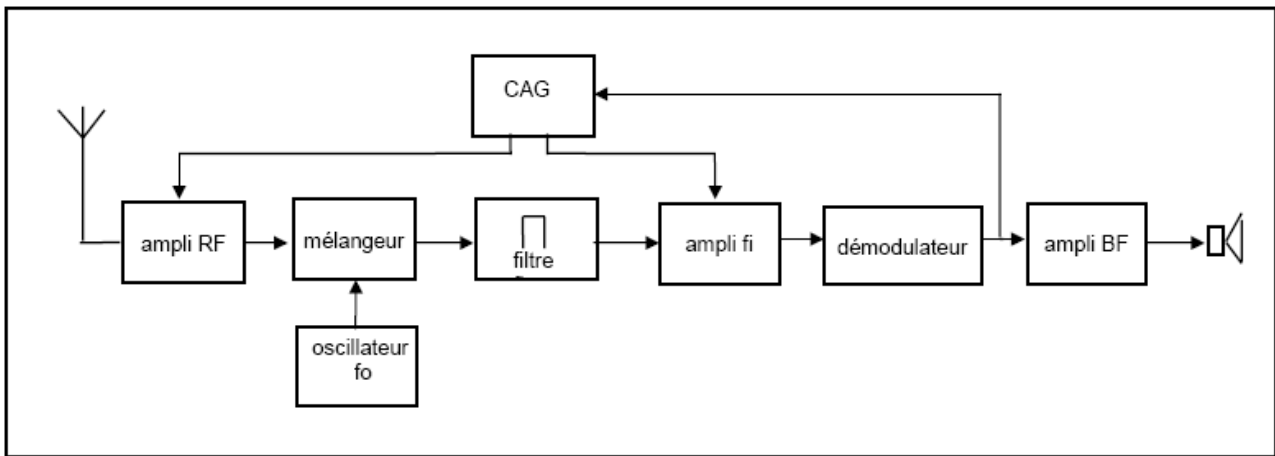 CAG
ampli RF
mélangeur
filtre
ampli fi
démodulateur
ampli BF
oscillateur
fo